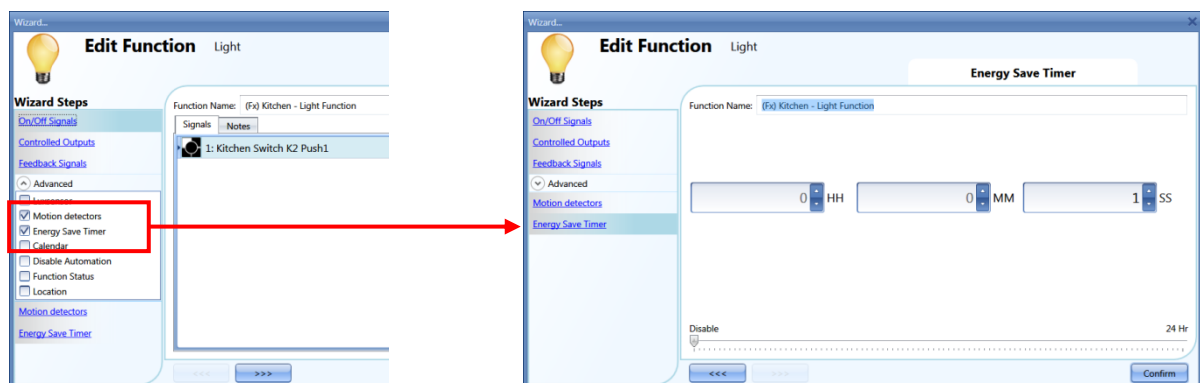 Wizard...
Edit Function Light
Wizard Steps
On/Off Signals
Controlled Outputs
Feedback Signals
Advanced
Motion detectors
Energy Save Timer
Calendar
Disable Automation
Function Status
Location
Motion detectors
Energy Save Timer
Function Name: (Fx) Kitchen - Light Function
Signals Notes
1: Kitchen Switch K2 Push1
<<< >>>
Wizard...
Edit Function Light
Energy Save Timer
Wizard Steps
On/Off Signals
Controlled Outputs
Feedback Signals
Advanced
Motion detectors
Energy Save Timer
Function Name: (Fx) Kitchen - Light Function
0 HH 0 MM 1 SS
Disable 24 Hr
<<< >>> Confirm